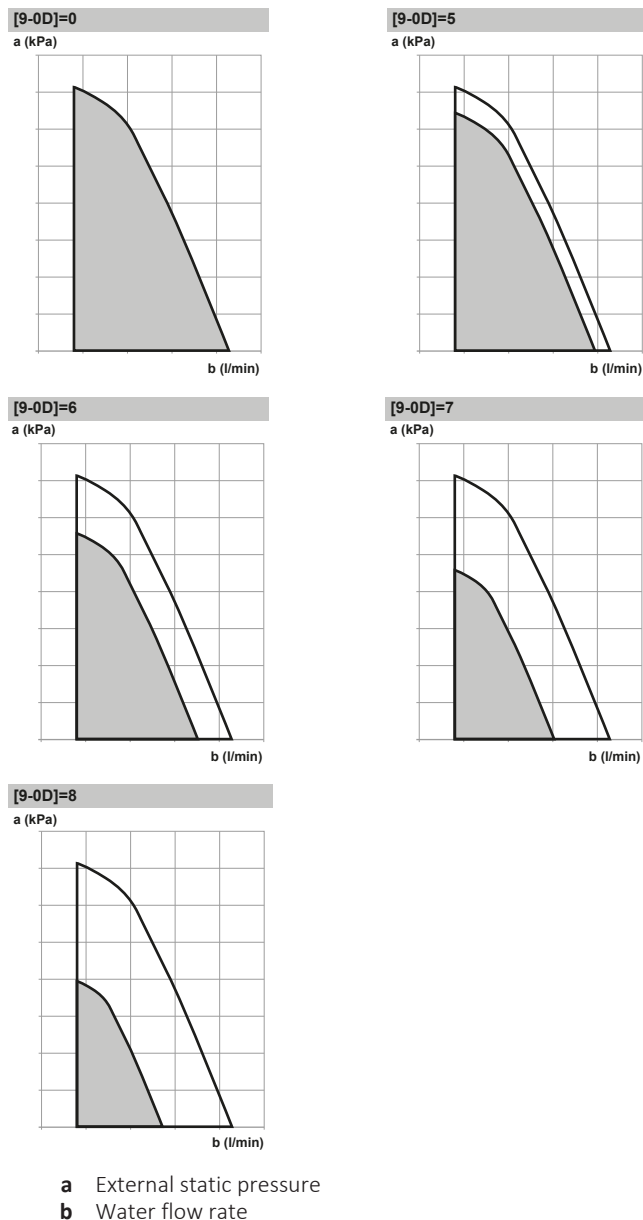 [9-0D]=0
a (kPa)
b (l/min)
[9-0D]=5
a (kPa)
b (l/min)
[9-0D]=6
a (kPa)
b (l/min)
[9-0D]=7
a (kPa)
b (l/min)
[9-0D]=8
a (kPa)
b (l/min)
a External static pressure
b Water flow rate